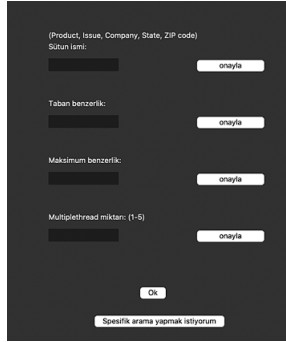 (Product, Issue, Company, State, ZIP code)
Sütun ismi:
onayla
Taban benzerlik:
onayla
Maksimum benzerlik:
onayla
Multiplethread miktarı: (1-5)
onayla
Ok
Spesifik arama yapmak istiyorum